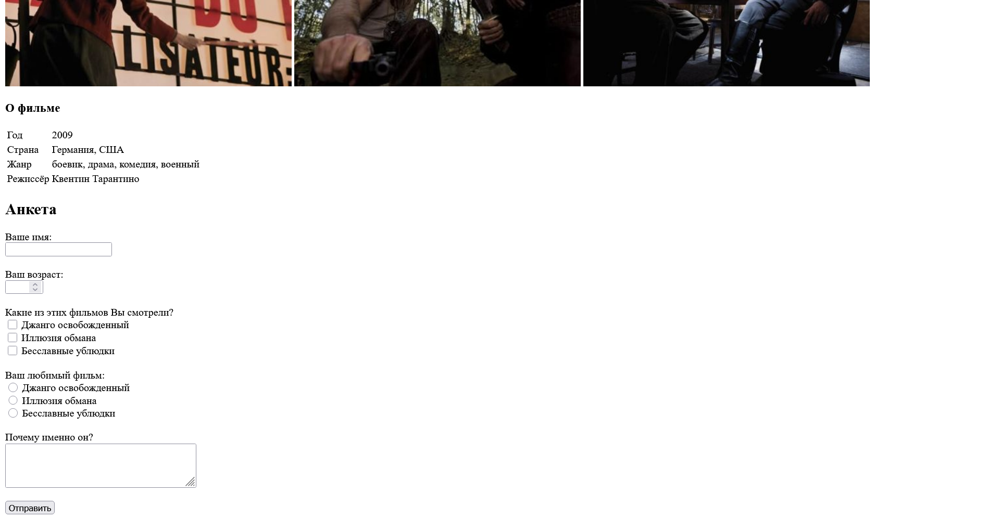 DU
LISATEUR
О фильме
Год 2009
Страна Германия, США
Жанр боевик, драма, комедия, военный
Режиссёр Квентин Тарантино
Анкета
Ваше имя:
Ваш возраст:
Какие из этих фильмов Вы смотрели?
Джанго освобожденный
Иллюзия обмана
Бесславные ублюдки
Ваш любимый фильм:
Джанго освобожденный
Иллюзия обмана
Бесславные ублюдки
Почему именно он?
Отправить